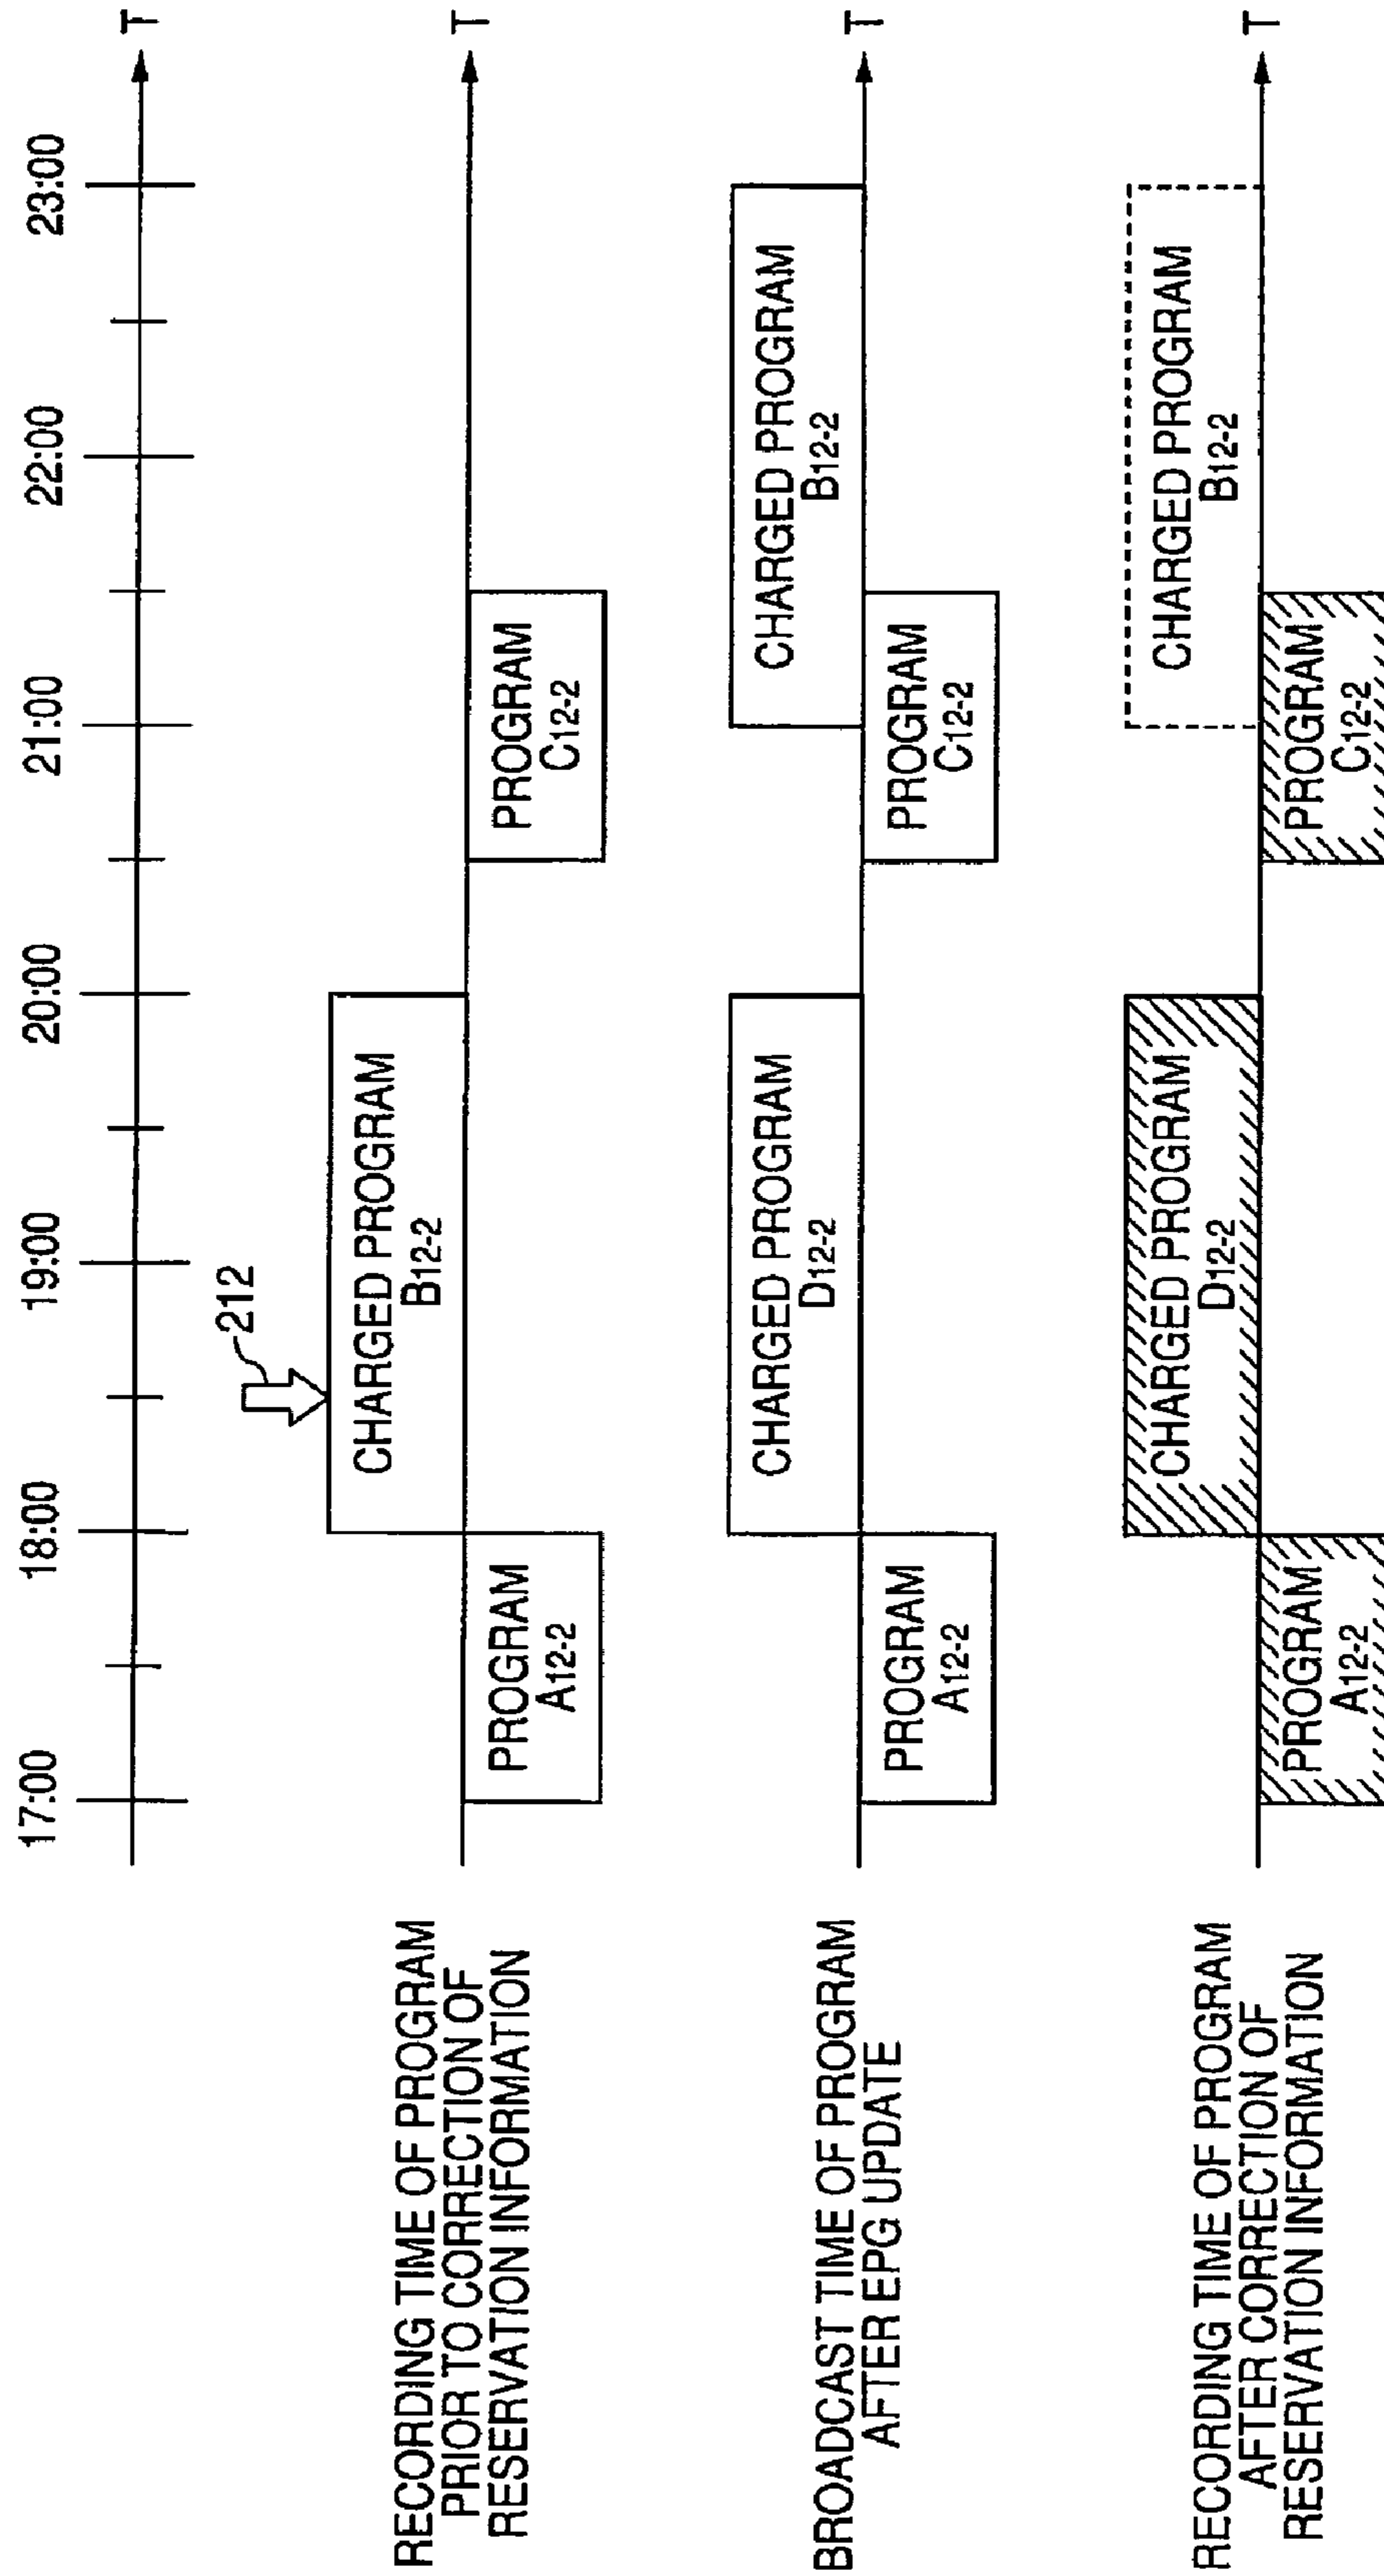 17:00 18:00 19:00 20:00 21:00 22:00 23:00 T
212
RECORDING TIME OF PROGRAM
PRIOR TO CORRECTION OF
RESERVATION INFORMATION
PROGRAM
A12-2
CHARGED PROGRAM
B12-2
PROGRAM
C12-2
T
BROADCAST TIME OF PROGRAM
AFTER EPG UPDATE
PROGRAM
A12-2
CHARGED PROGRAM
D12-2
PROGRAM
C12-2
CHARGED PROGRAM
B12-2
T
RECORDING TIME OF PROGRAM
AFTER CORRECTION OF
RESERVATION INFORMATION
PROGRAM
A12-2
CHARGED PROGRAM
D12-2
PROGRAM
C12-2
CHARGED PROGRAM
B12-2
T